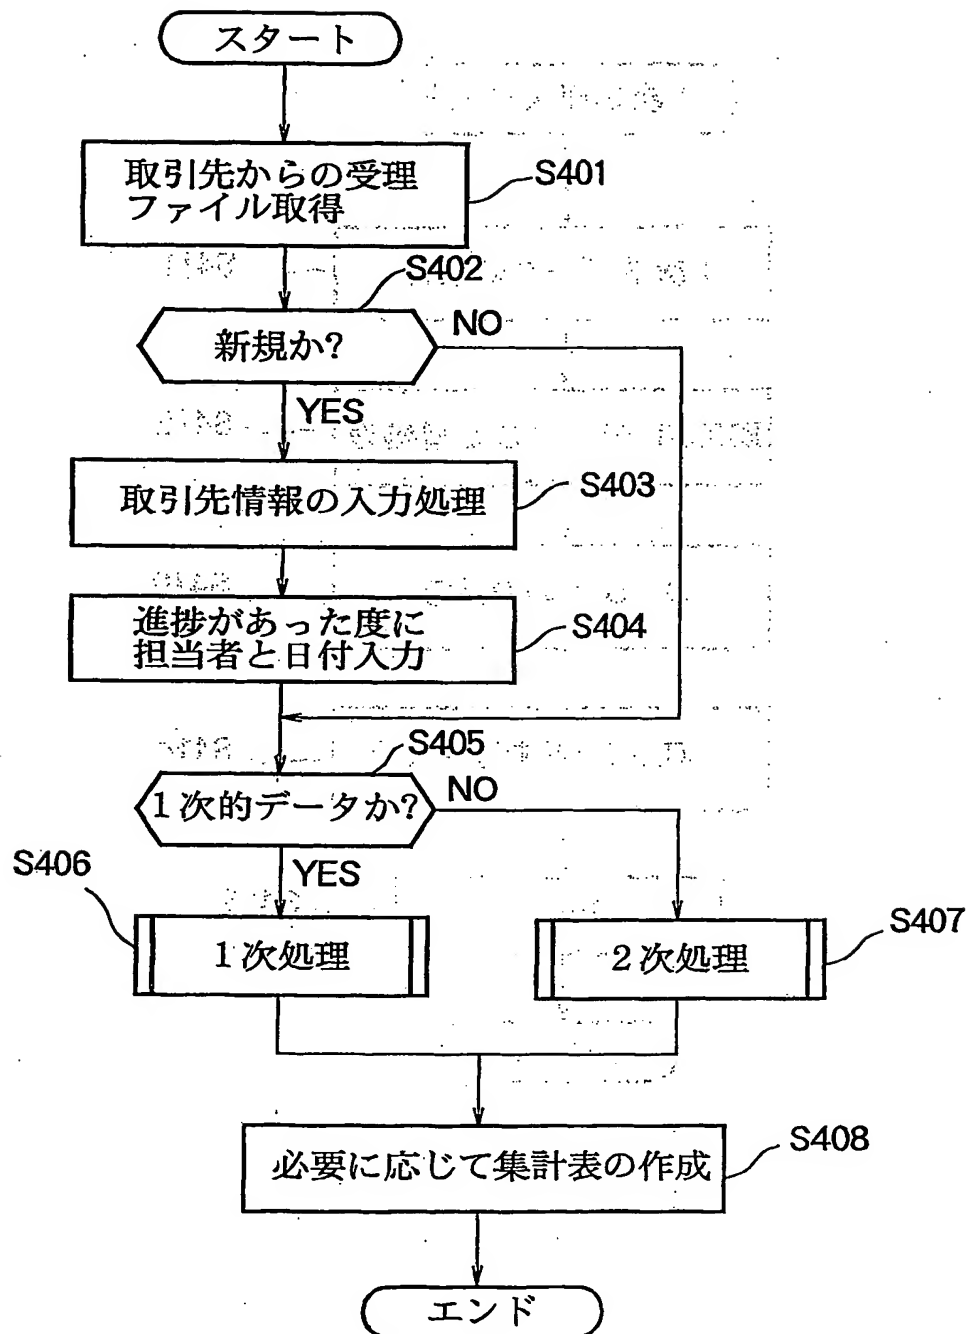 スタート
取引先からの受理
ファイル取得
S401
S402
新規か?
NO
YES
取引先情報の入力処理
S403
進捗があった度に
担当者と日付入力
S404
S405
1次的データか?
NO
YES
S406
1次処理
2次処理
S407
必要に応じて集計表の作成
S408
エンド